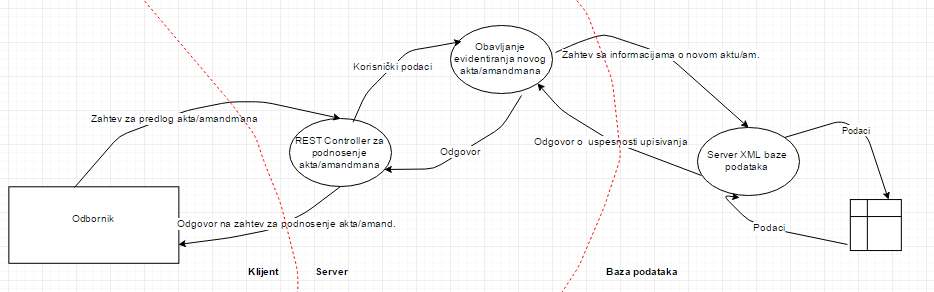 Obavljanje
evidentiranja novog
akta/amandmana
Zahtev sa informacijama o novom aktu/am.
Korisnički podaci
Zahtev za predlog akta/amandmana
REST Controller za
podnosenje
akta/amandmana
Odgovor
Odgovor o uspesnosti upisivanja
Podaci
Server XML baze
podataka
Odbornik
Odgovor na zahtev za podnosenje akta/amand.
Podaci
Klijent
Server
Baza podataka